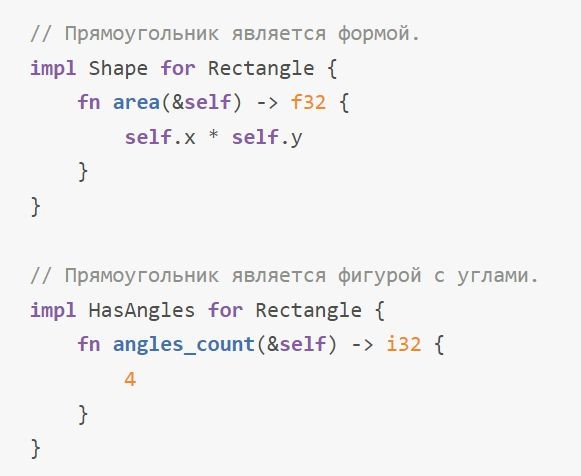 // Прямоугольник является формой.
impl Shape for Rectangle {
    fn area(&self) -> f32 {
        self.x * self.y
    }
}

// Прямоугольник является фигурой с углами.
impl HasAngles for Rectangle {
    fn angles_count(&self) -> i32 {
        4
    }
}